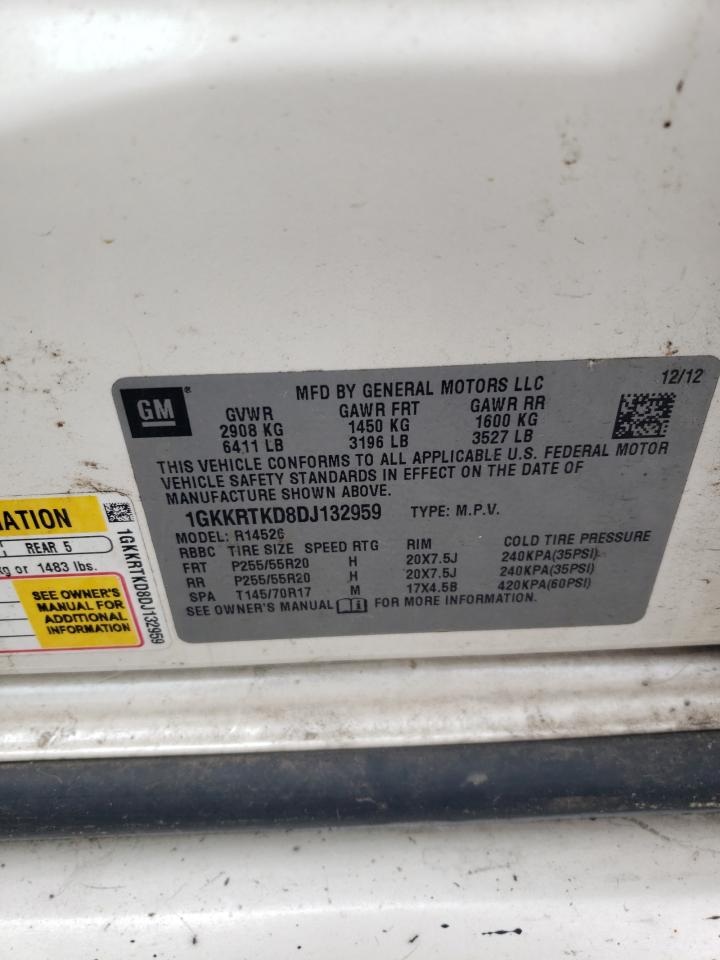 MFD BY GENERAL MOTORS LLC 12/12
GM ®
GVWR GAWR FRT GAWR RR
2908 KG 1450 KG 1600 KG
6411 LB 3196 LB 3527 LB
THIS VEHICLE CONFORMS TO ALL APPLICABLE U.S. FEDERAL MOTOR
VEHICLE SAFETY STANDARDS IN EFFECT ON THE DATE OF
MANUFACTURE SHOWN ABOVE.
1GKKRTKD8DJ132959 TYPE: M.P.V.
MODEL: R14526
RBBC TIRE SIZE SPEED RTG RIM COLD TIRE PRESSURE
FRT P255/55R20 H 20X7.5J 240KPA(35PSI)
RR P255/55R20 H 20X7.5J 240KPA(35PSI)
SPA T145/70R17 M 17X4.5B 420KPA(60PSI)
SEE OWNER'S MANUAL i FOR MORE INFORMATION.
MATION
REAR 5
kg or 1483 lbs.
SEE OWNER'S
MANUAL FOR
ADDITIONAL
INFORMATION
1GKKRTKD8DJ132959